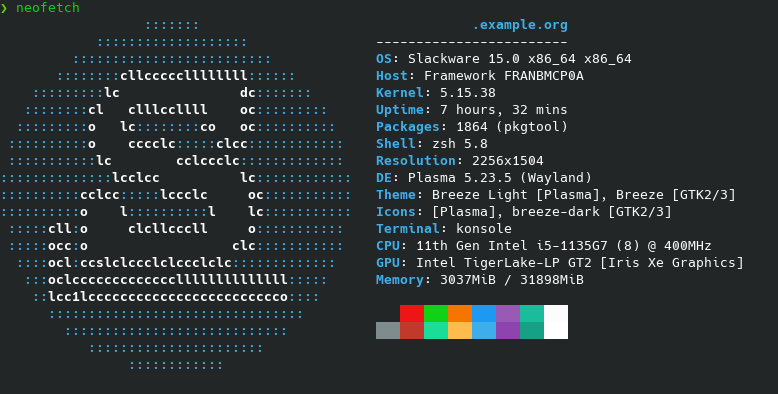 ❯ neofetch
                  :::::::                                  .example.org
            :::::::::::::::::::                -------------------------
         :::::::::::::::::::::::::             OS: Slackware 15.0 x86_64 x86_64
       ::::::::cllcccccllllllll::::::          Host: Framework FRANBMCP0A
    :::::::::lc               dc:::::::        Kernel: 5.15.38
   ::::::::cl   clllccllll    oc:::::::::      Uptime: 7 hours, 32 mins
  :::::::::o   lc::::::::co   oc::::::::::     Packages: 1864 (pkgtool)
 ::::::::::o    cccclc:::::clcc::::::::::::    Shell: zsh 5.8
 :::::::::::lc        cclccclc:::::::::::::    Resolution: 2256x1504
::::::::::::::lcclcc          lc::::::::::::   DE: Plasma 5.23.5 (Wayland)
::::::::::cclcc:::::lccclc     oc:::::::::::   Theme: Breeze Light [Plasma], Breeze [GTK2/3]
::::::::::o    l::::::::::l    lc:::::::::::   Icons: [Plasma], breeze-dark [GTK2/3]
 :::::cll:o     clcllcccll     o:::::::::::    Terminal: konsole
 :::::occ:o                  clc:::::::::::    CPU: 11th Gen Intel i5-1135G7 (8) @ 400MHz
  ::::ocl:ccslclccclclccclclc:::::::::::::     GPU: Intel TigerLake-LP GT2 [Iris Xe Graphics]
   :::oclcccccccccccccllllllllllllll:::::      Memory: 3037MiB / 31898MiB
    ::lcc1lcccccccccccccccccccccccco::::
      ::::::::::::::::::::::::::::::::
        ::::::::::::::::::::::::::::
           ::::::::::::::::::::::
                ::::::::::::